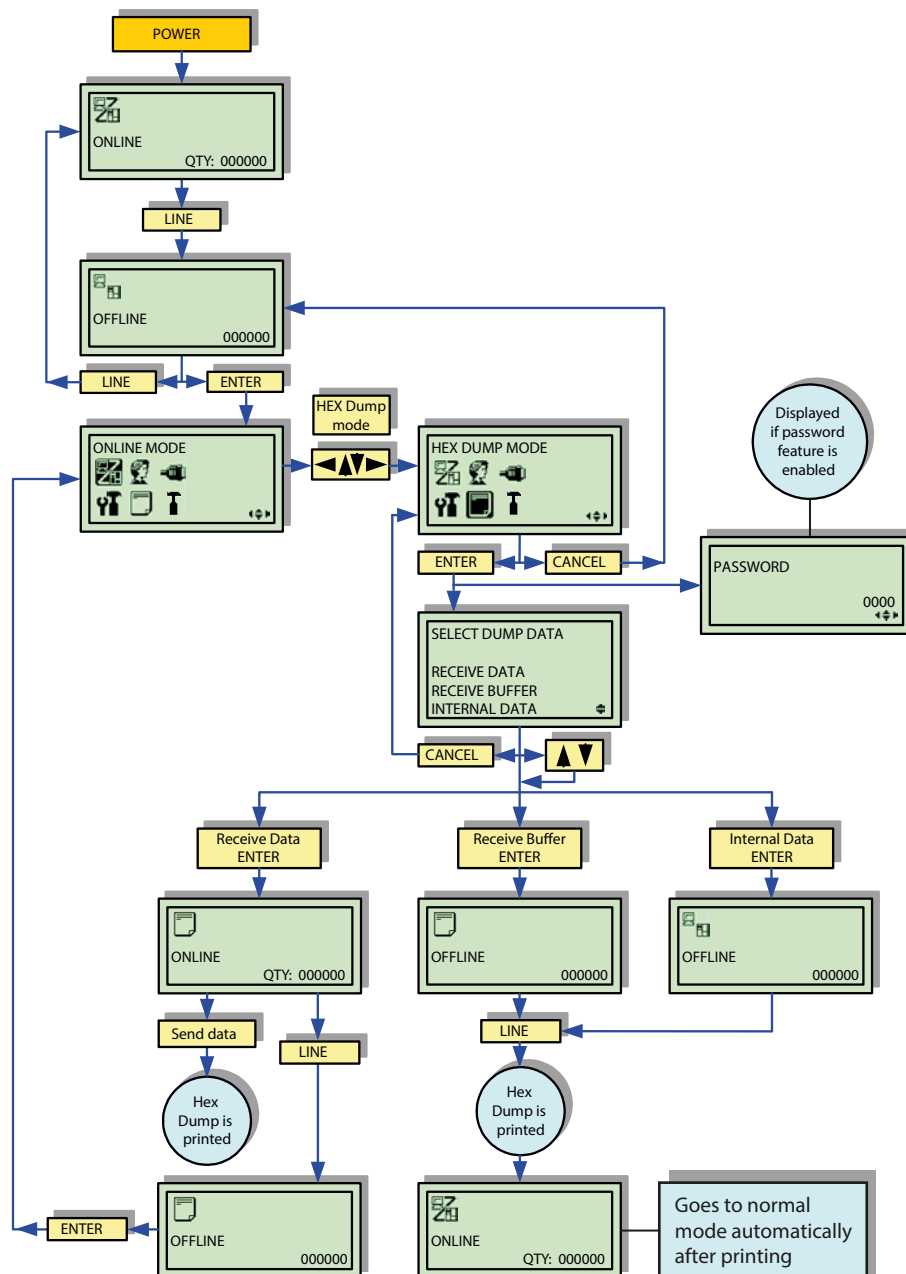 POWER
ONLINE
QTY: 000000
LINE
OFFLINE
000000
LINE
ENTER
ONLINE MODE
HEX Dump
mode
HEX DUMP MODE
Displayed
if password
feature is
enabled
ENTER
CANCEL
PASSWORD
0000
SELECT DUMP DATA
RECEIVE DATA
RECEIVE BUFFER
INTERNAL DATA
CANCEL
Receive Data
ENTER
Receive Buffer
ENTER
Internal Data
ENTER
ONLINE
QTY: 000000
OFFLINE
000000
OFFLINE
000000
Send data
LINE
LINE
Hex
Dump is
printed
Hex
Dump is
printed
ENTER
OFFLINE
000000
ONLINE
QTY: 000000
Goes to normal
mode automatically
after printing